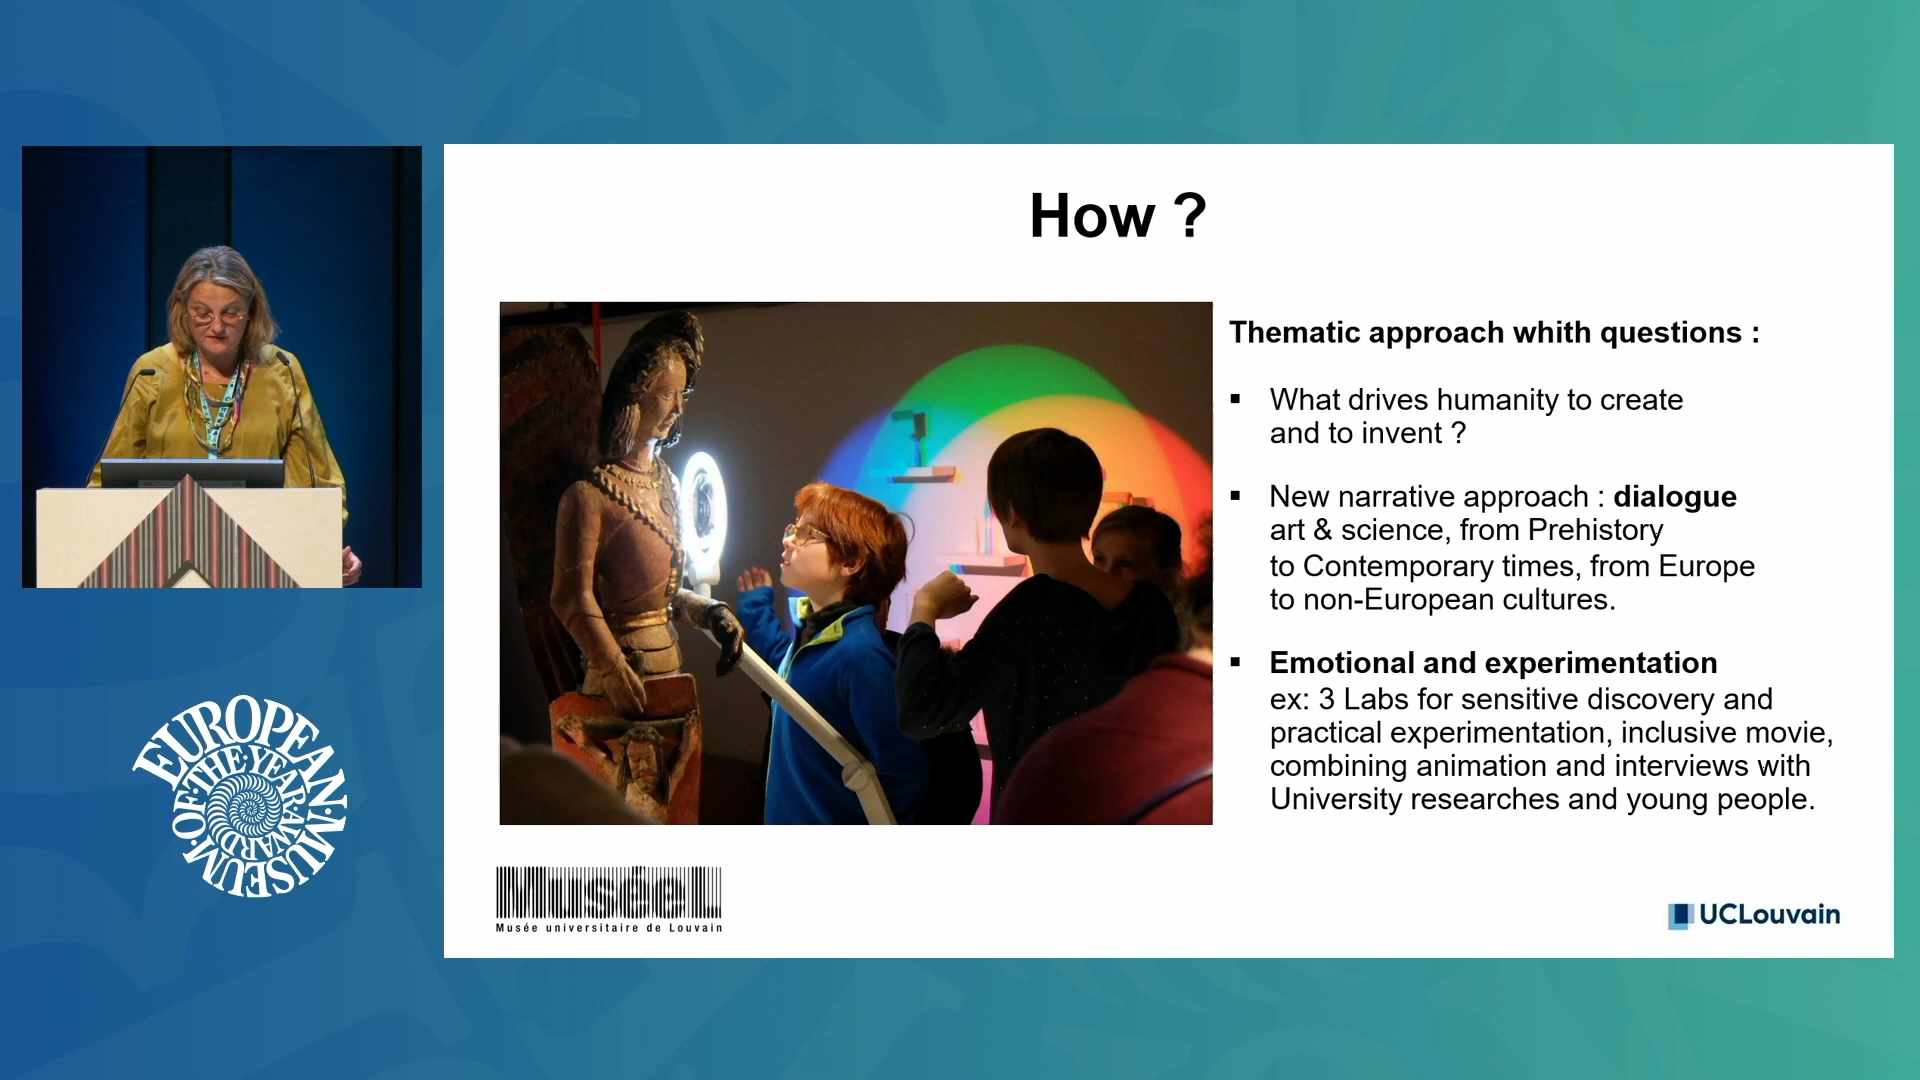 How ?
Thematic approach whith questions :
▪ What drives humanity to create
and to invent ?
▪ New narrative approach : dialogue
art & science, from Prehistory
to Contemporary times, from Europe
to non-European cultures.
▪ Emotional and experimentation
ex: 3 Labs for sensitive discovery and
practical experimentation, inclusive movie,
combining animation and interviews with
University researches and young people.
EUROPEAN·MUSEUM·OF·THE·YEAR·AWARD
MuséeL
Musée universitaire de Louvain
UCLouvain